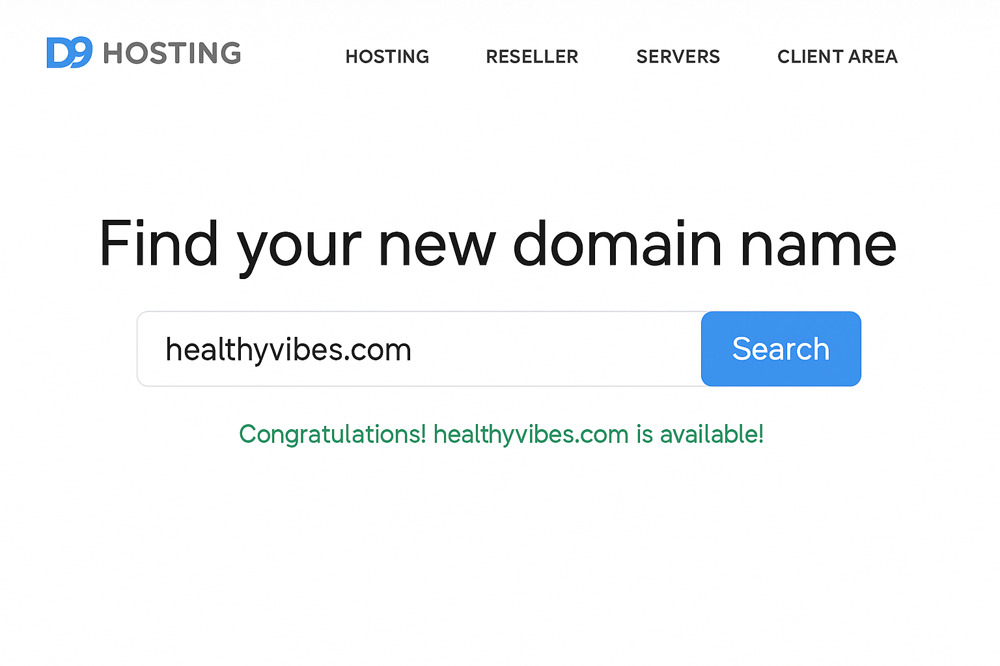 D9 HOSTING
HOSTING RESELLER SERVERS CLIENT AREA
Find your new domain name
healthyvibes.com Search
Congratulations! healthyvibes.com is available!